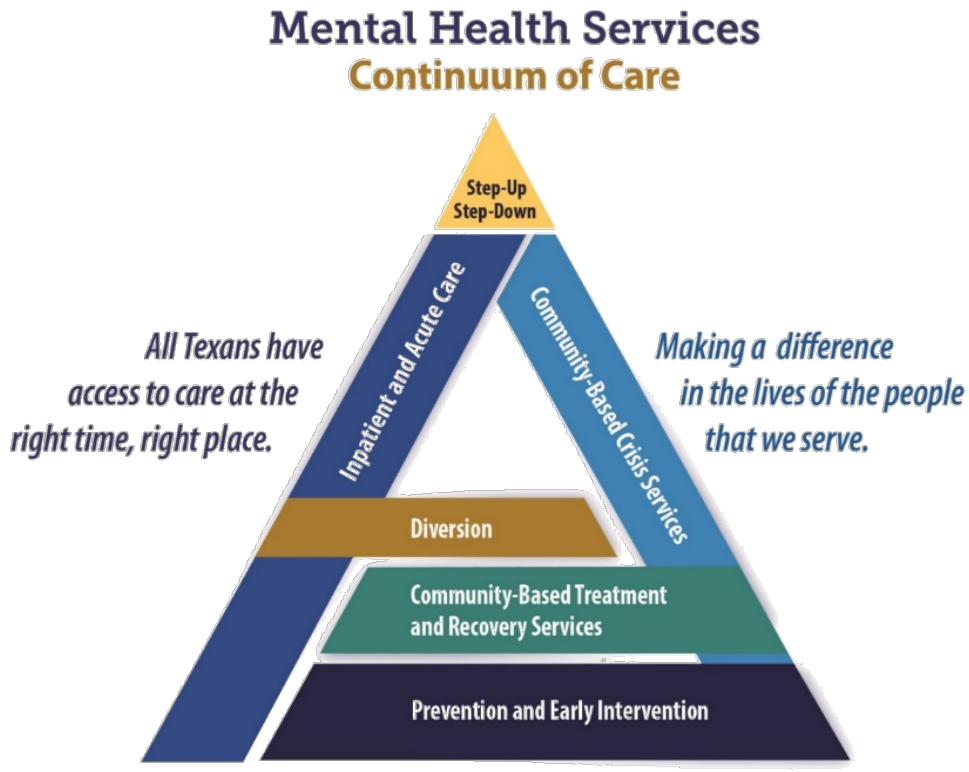 Mental Health Services
Continuum of Care
Step-Up
Step-Down
Inpatient and Acute Care
Community-Based Crisis Services
All Texans have
access to care at the
right time, right place.
Making a difference
in the lives of the people
that we serve.
Diversion
Community-Based Treatment
and Recovery Services
Prevention and Early Intervention